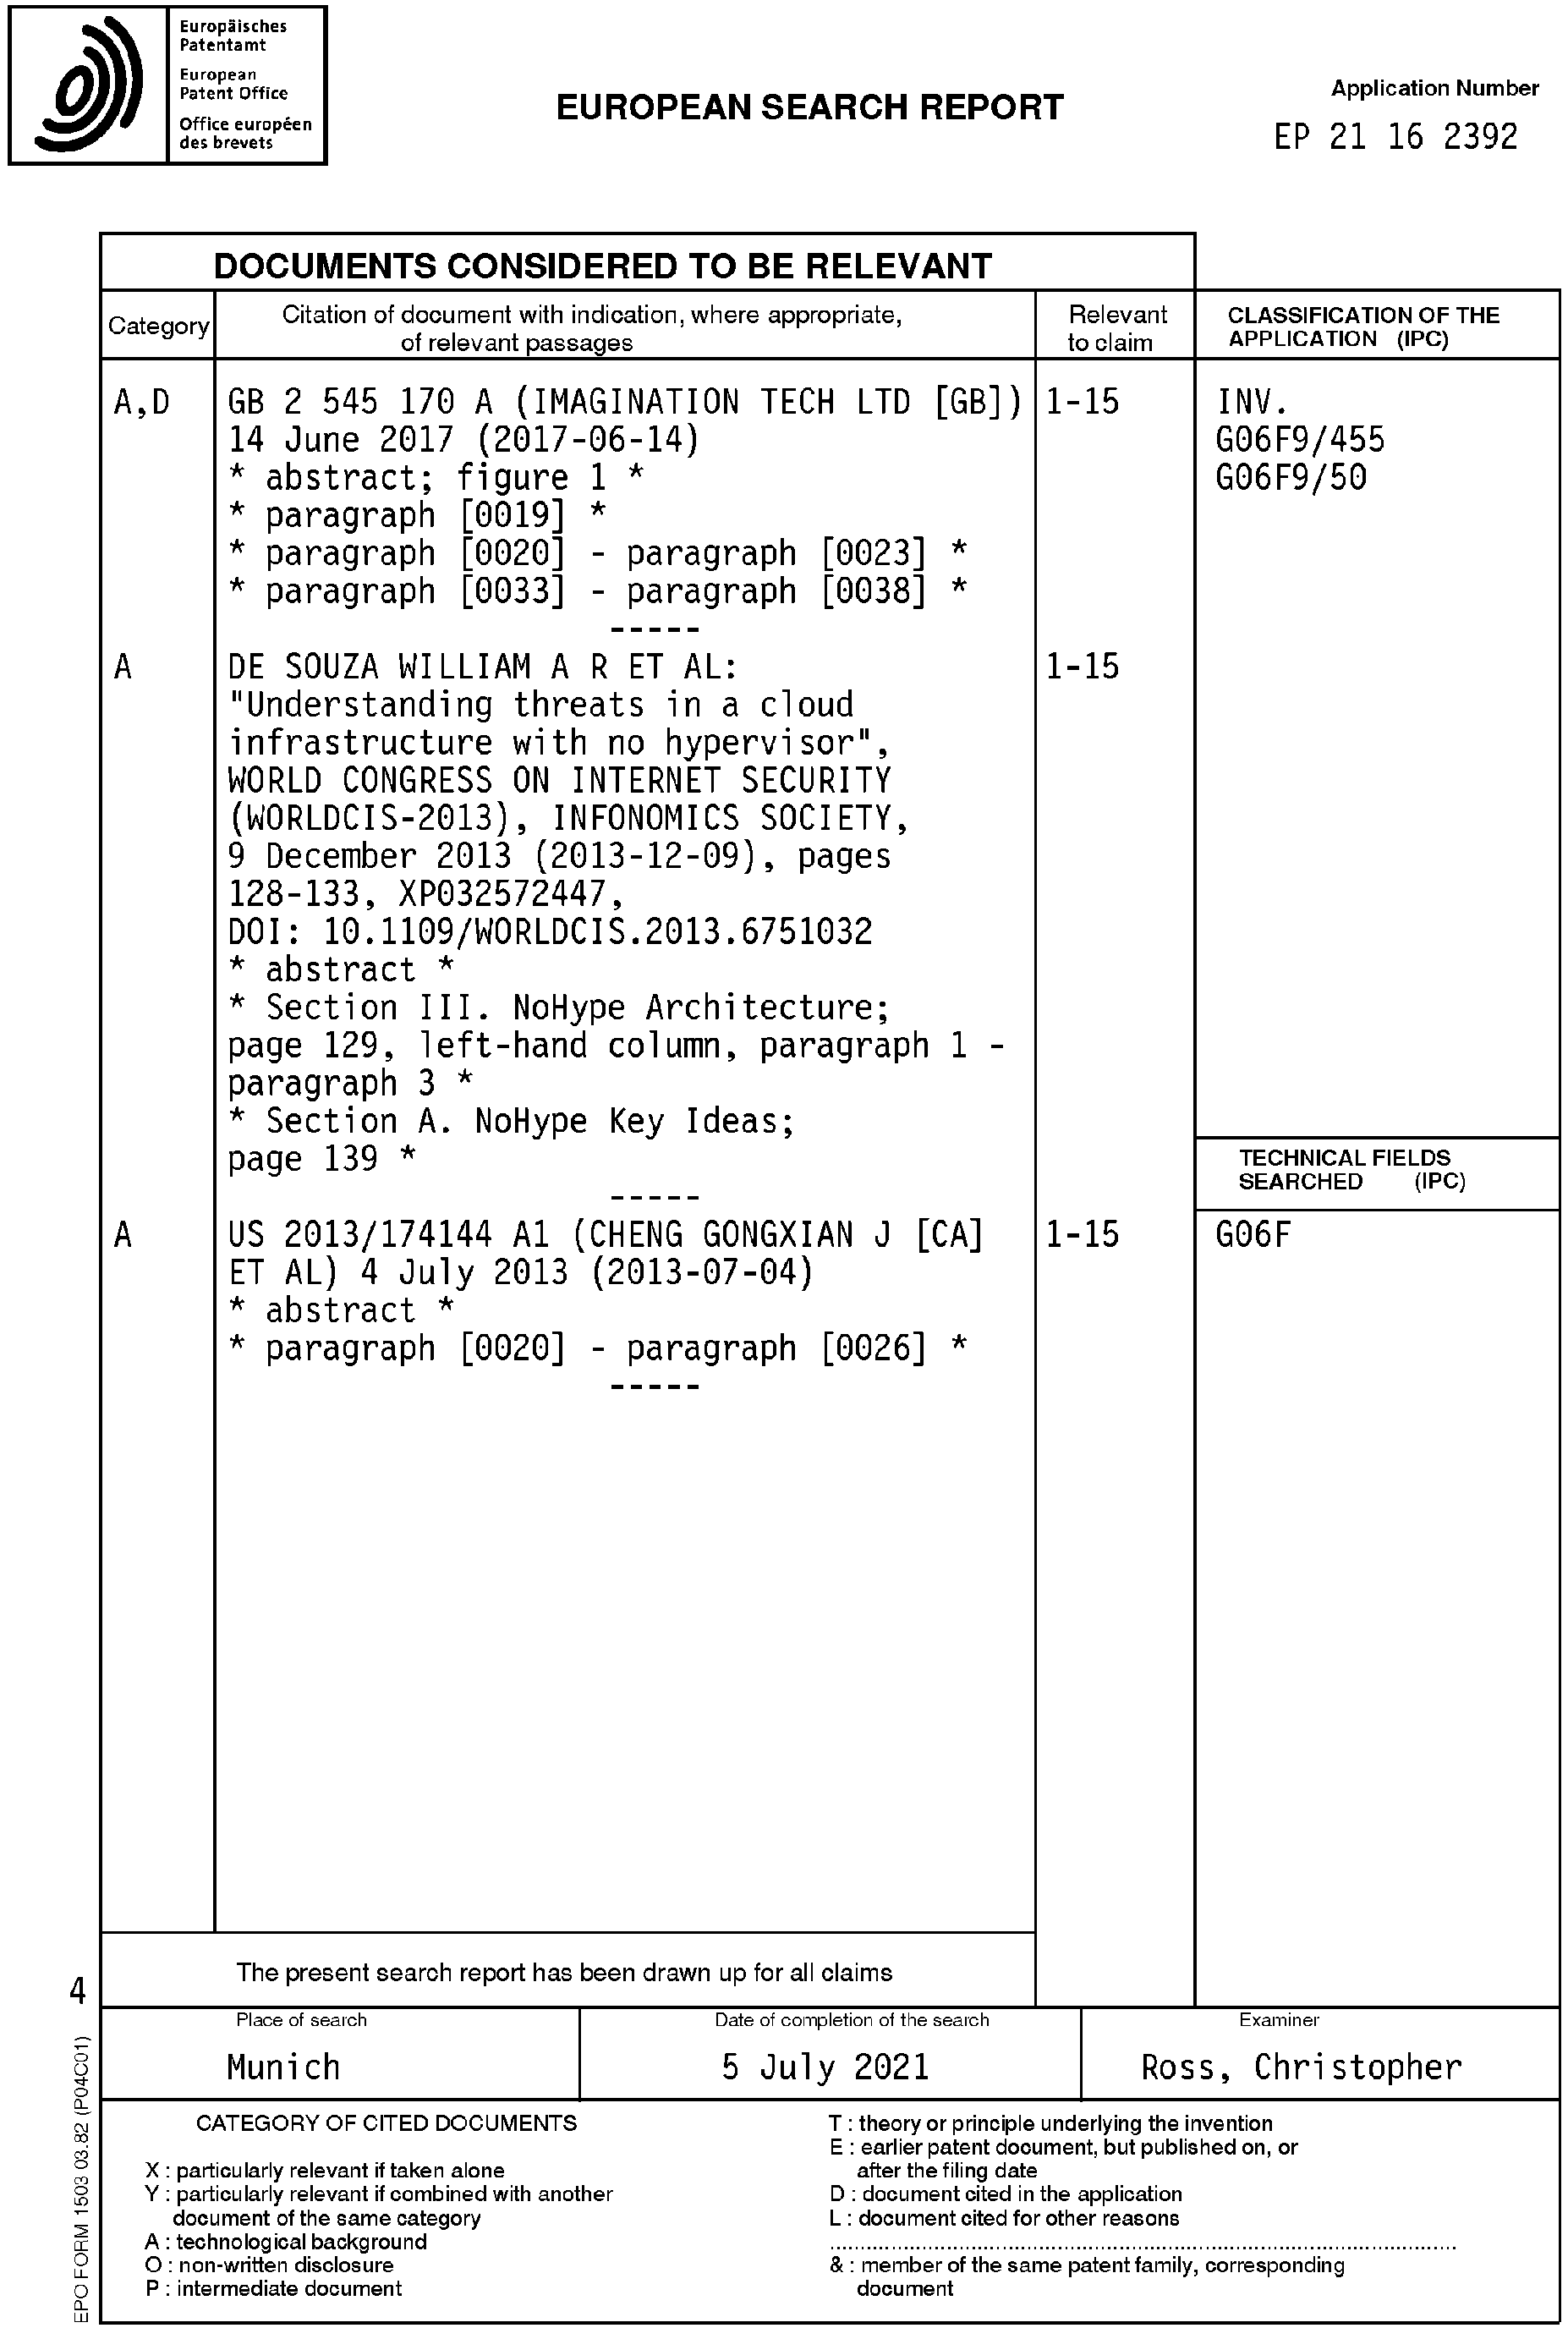 Europäisches
Patentamt
European
Patent Office
Office européen
des brevets
EUROPEAN SEARCH REPORT
Application Number
EP 21 16 2392
DOCUMENTS CONSIDERED TO BE RELEVANT
Category
Citation of document with indication, where appropriate,
of relevant passages
Relevant
to claim
CLASSIFICATION OF THE
APPLICATION (IPC)
A,D
GB 2 545 170 A (IMAGINATION TECH LTD [GB])
14 June 2017 (2017-06-14)
* abstract; figure 1 *
* paragraph [0019] *
* paragraph [0020] - paragraph [0023] *
* paragraph [0033] - paragraph [0038] *
-----
1-15
INV.
G06F9/455
G06F9/50
A
DE SOUZA WILLIAM A R ET AL:
"Understanding threats in a cloud
infrastructure with no hypervisor",
WORLD CONGRESS ON INTERNET SECURITY
(WORLDCIS-2013), INFONOMICS SOCIETY,
9 December 2013 (2013-12-09), pages
128-133, XP032572447,
DOI: 10.1109/WORLDCIS.2013.6751032
* abstract *
* Section III. NoHype Architecture;
page 129, left-hand column, paragraph 1 -
paragraph 3 *
* Section A. NoHype Key Ideas;
page 139 *
-----
1-15
TECHNICAL FIELDS
SEARCHED (IPC)
A
US 2013/174144 A1 (CHENG GONGXIAN J [CA]
ET AL) 4 July 2013 (2013-07-04)
* abstract *
* paragraph [0020] - paragraph [0026] *
-----
1-15
G06F
The present search report has been drawn up for all claims
4
Place of search
Munich
Date of completion of the search
5 July 2021
Examiner
Ross, Christopher
EPO FORM 1503 03.82 (P04C01)
CATEGORY OF CITED DOCUMENTS
X : particularly relevant if taken alone
Y : particularly relevant if combined with another
document of the same category
A : technological background
O : non-written disclosure
P : intermediate document
T : theory or principle underlying the invention
E : earlier patent document, but published on, or
after the filing date
D : document cited in the application
L : document cited for other reasons
& : member of the same patent family, corresponding
document